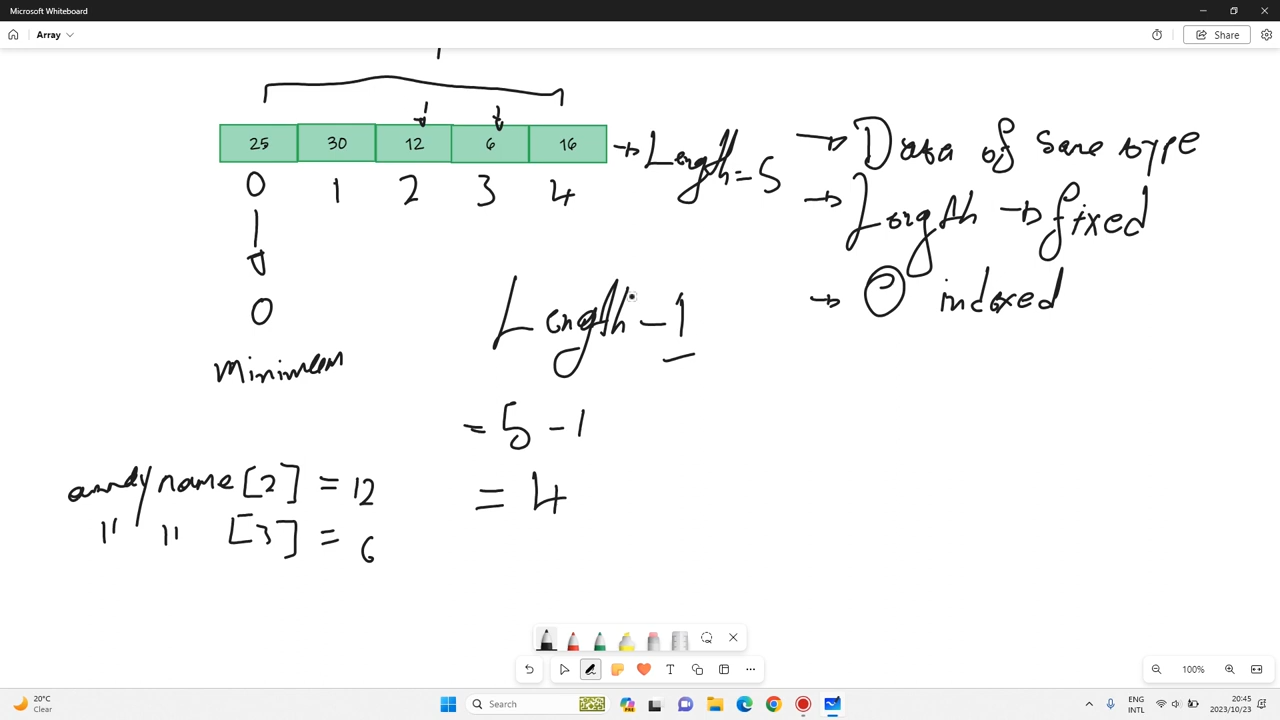 Microsoft Whiteboard
Array
Share
25 30 12 6 16
0 1 2 3 4
Length = 5
0
Minimum
Data of same type
Length → fixed
0 indexed
Length - 1
= 5 - 1
= 4
array name [2] = 12
" " [3] = 6
100%
20°C
Clear
Search
ENG
INTL
20:45
2023/10/23